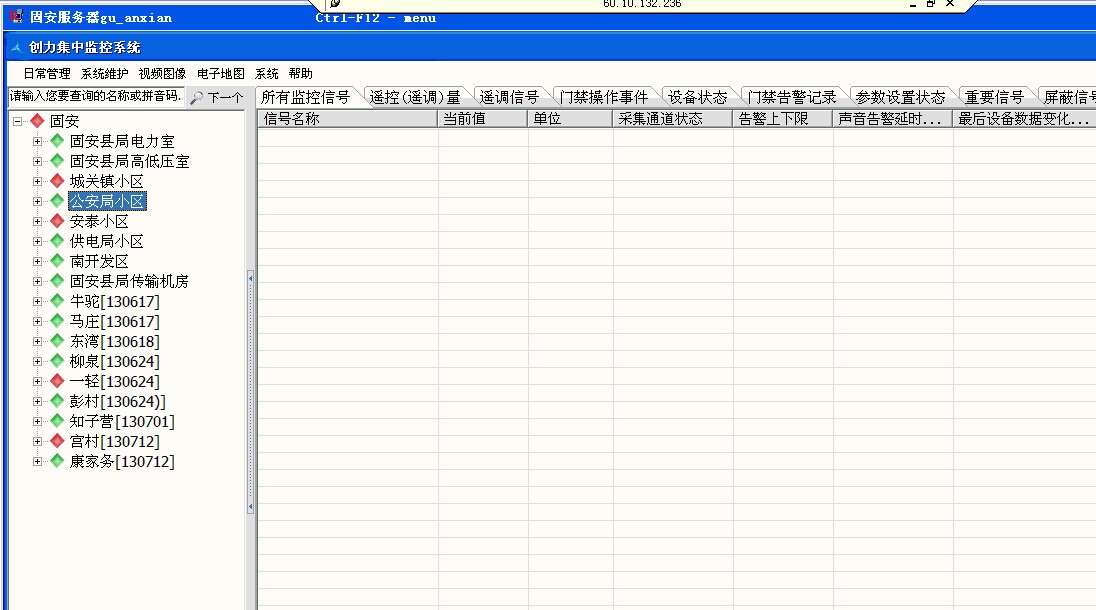 60.10.132.236
固安服务器gu_anxian Ctrl-F12 - menu
创力集中监控系统
日常管理 系统维护 视频图像 电子地图 系统 帮助
请输入您要查询的名称或拼音码. 下一个
所有监控信号 遥控(遥调)量 遥调信号 门禁操作事件 设备状态 门禁告警记录 参数设置状态 重要信号 屏蔽信号
信号名称 当前值 单位 采集通道状态 告警上下限 声音告警延时... 最后设备数据变化...
固安
固安县局电力室
固安县局高低压室
城关镇小区
公安局小区
安泰小区
供电局小区
南开发区
固安县局传输机房
牛驼[130617]
马庄[130617]
东湾[130618]
柳泉[130624]
一轻[130624]
彭村[130624)]
知子营[130701]
宫村[130712]
康家务[130712]